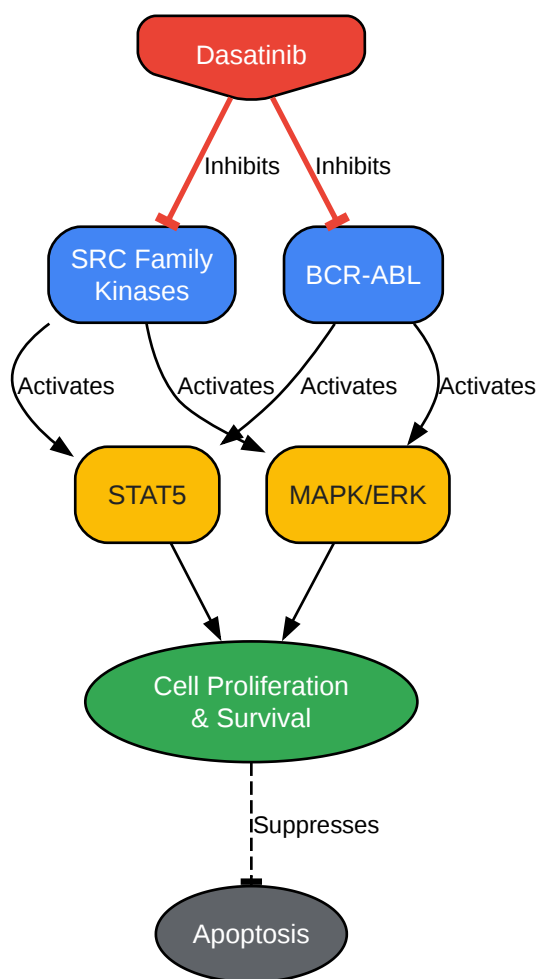 Dasatinib
Inhibits
Inhibits
SRC Family
Kinases
BCR-ABL
Activates
Activates
Activates
Activates
STAT5
MAPK/ERK
Cell Proliferation
& Survival
Suppresses
Apoptosis